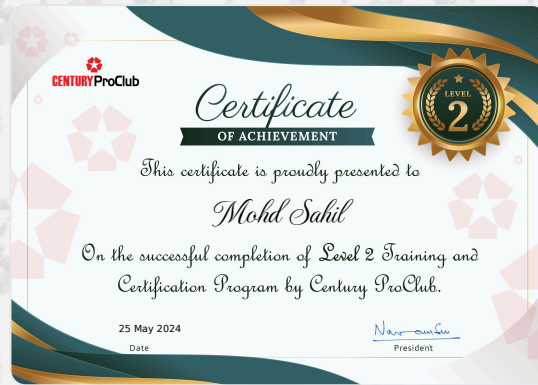 CENTURY ProClub
Certificate
OF ACHIEVEMENT
LEVEL
2
This certificate is proudly presented to
Mohd Sahil
On the successful completion of Level 2 Training and
Certification Program by Century ProClub.
25 May 2024
Date
President